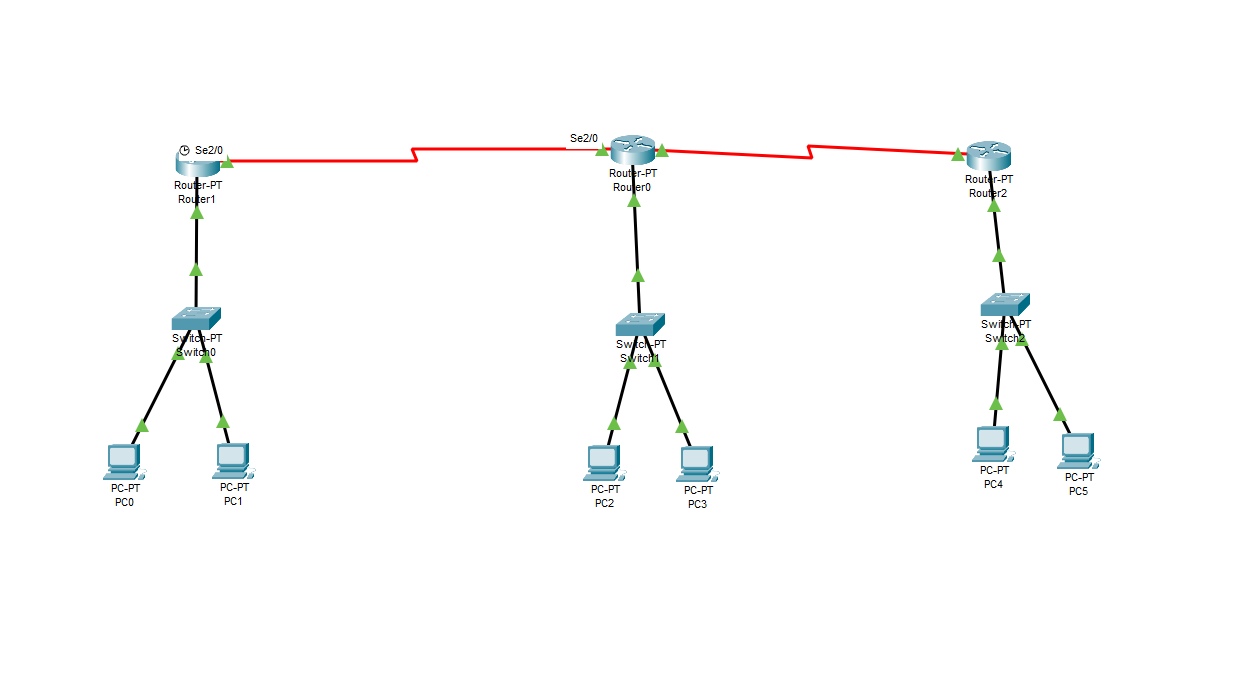 Se2/0
Router-PT
Router1
Se2/0
Router-PT
Router0
Router-PT
Router2
Switch-PT
Switch0
Switch-PT
Switch1
Switch-PT
Switch2
PC-PT
PC0
PC-PT
PC1
PC-PT
PC2
PC-PT
PC3
PC-PT
PC4
PC-PT
PC5